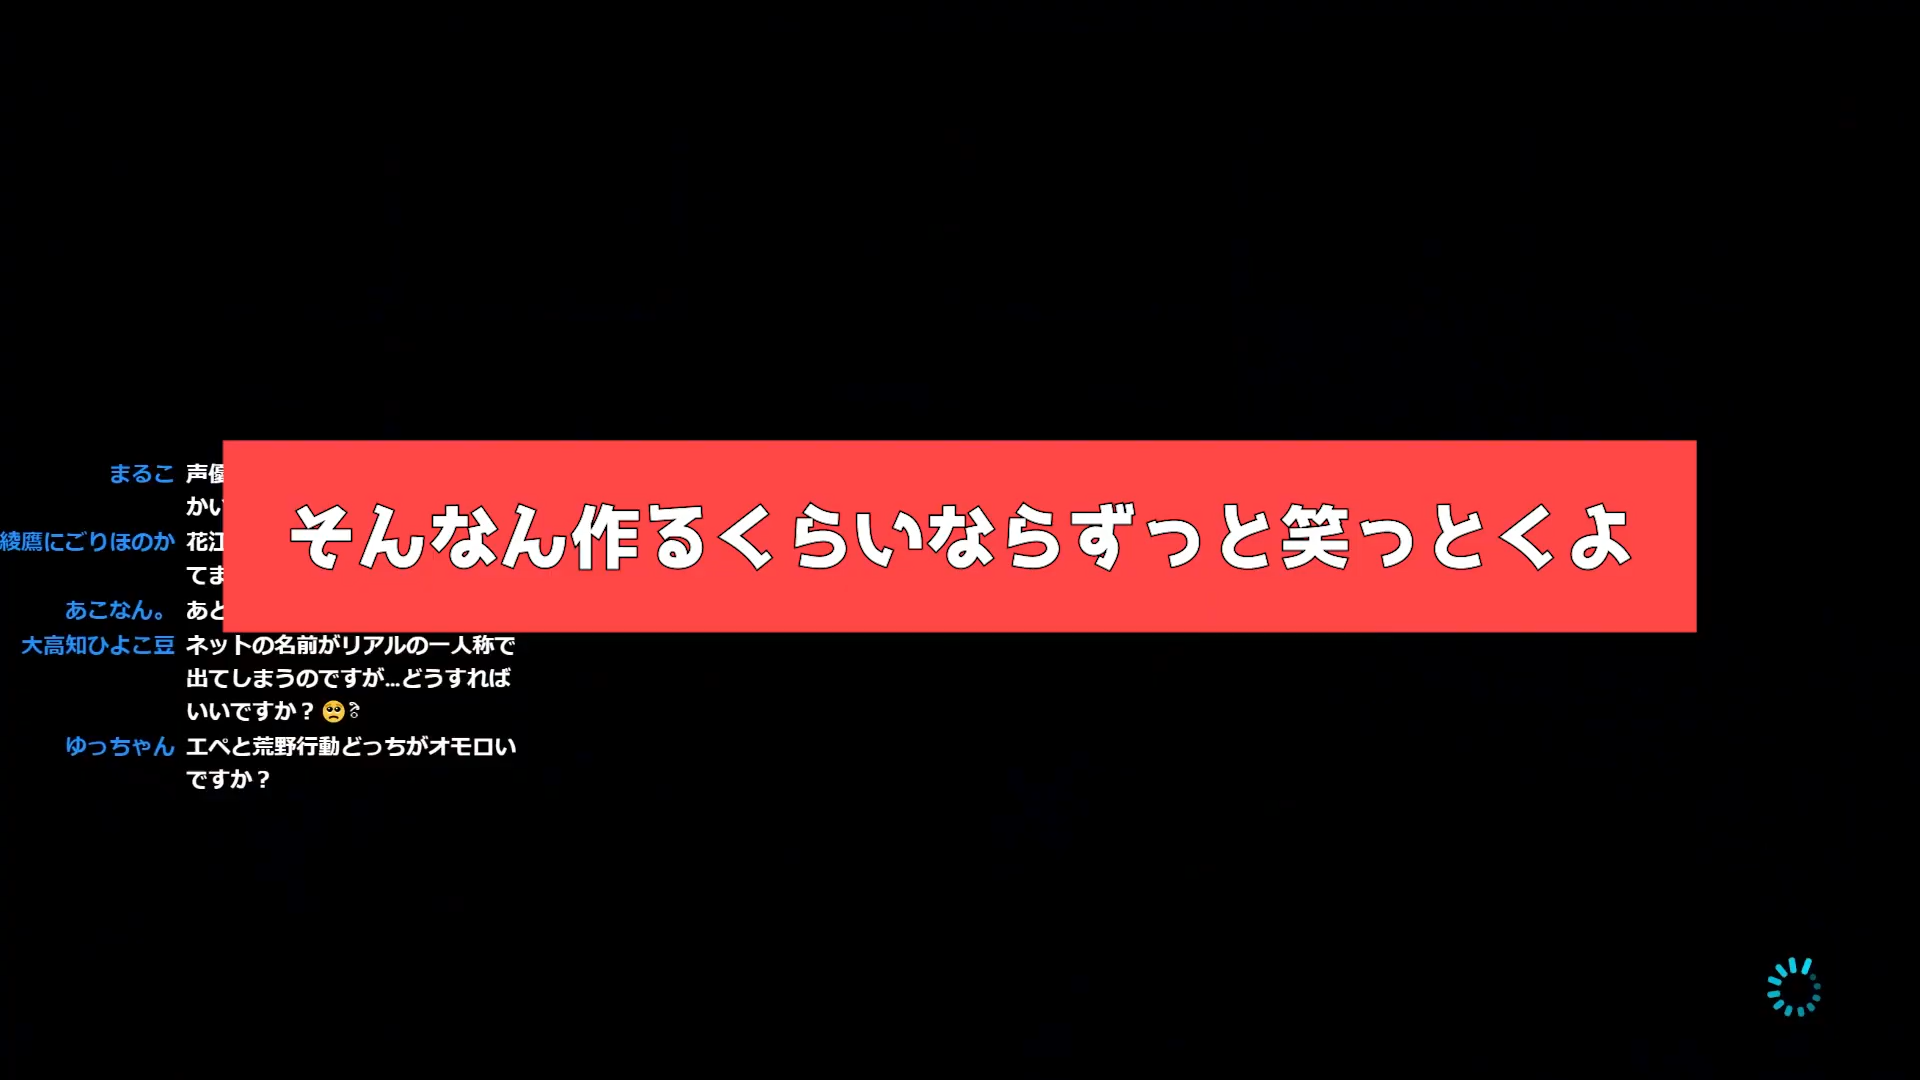 そんなん作るくらいならずっと笑っとくよ
まるこ 声優
かい
綾鷹にごりほのか 花江
てま
あこなん。 あと
大高知ひよこ豆 ネットの名前がリアルの一人称で
出てしまうのですが...どうすれば
いいですか？🥺?
ゆっちゃん エペと荒野行動どっちがオモロい
ですか？